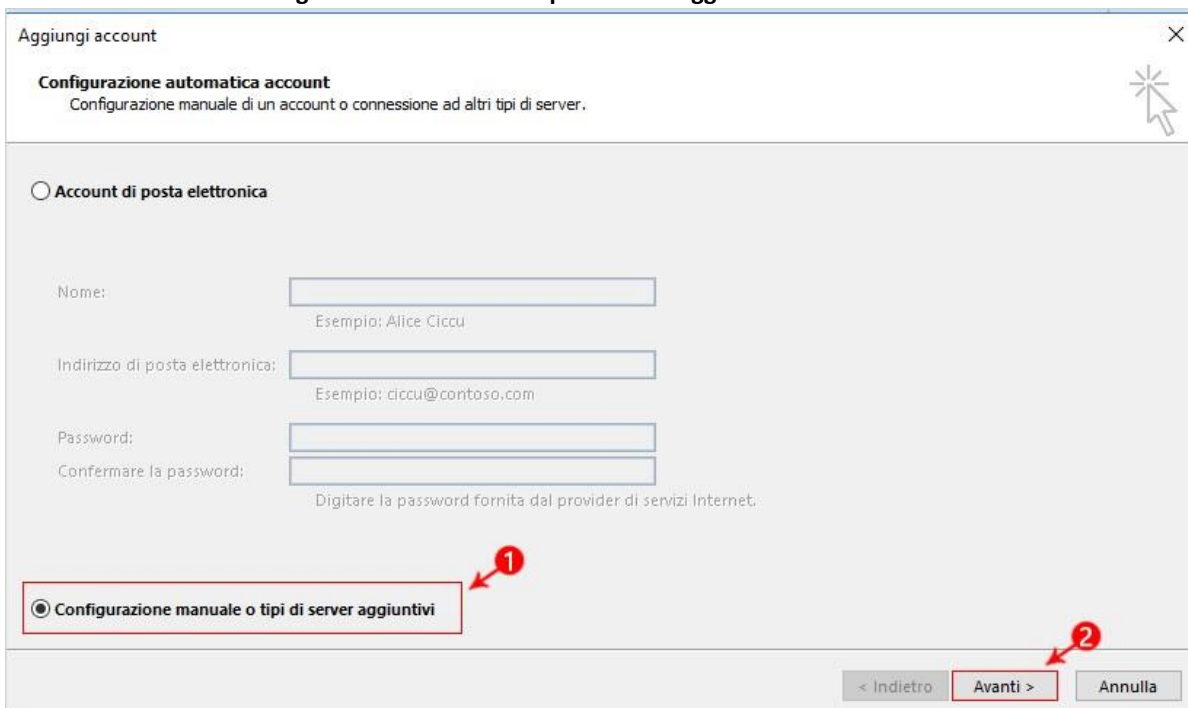 Aggiungi account
Configurazione automatica account
Configurazione manuale di un account o connessione ad altri tipi di server.
Account di posta elettronica
Nome:
Esempio: Alice Ciccu
Indirizzo di posta elettronica:
Esempio: ciccu@contoso.com
Password:
Confermare la password:
Digitare la password fornita dal provider di servizi Internet.
1
Configurazione manuale o tipi di server aggiuntivi
2
< Indietro Avanti > Annulla